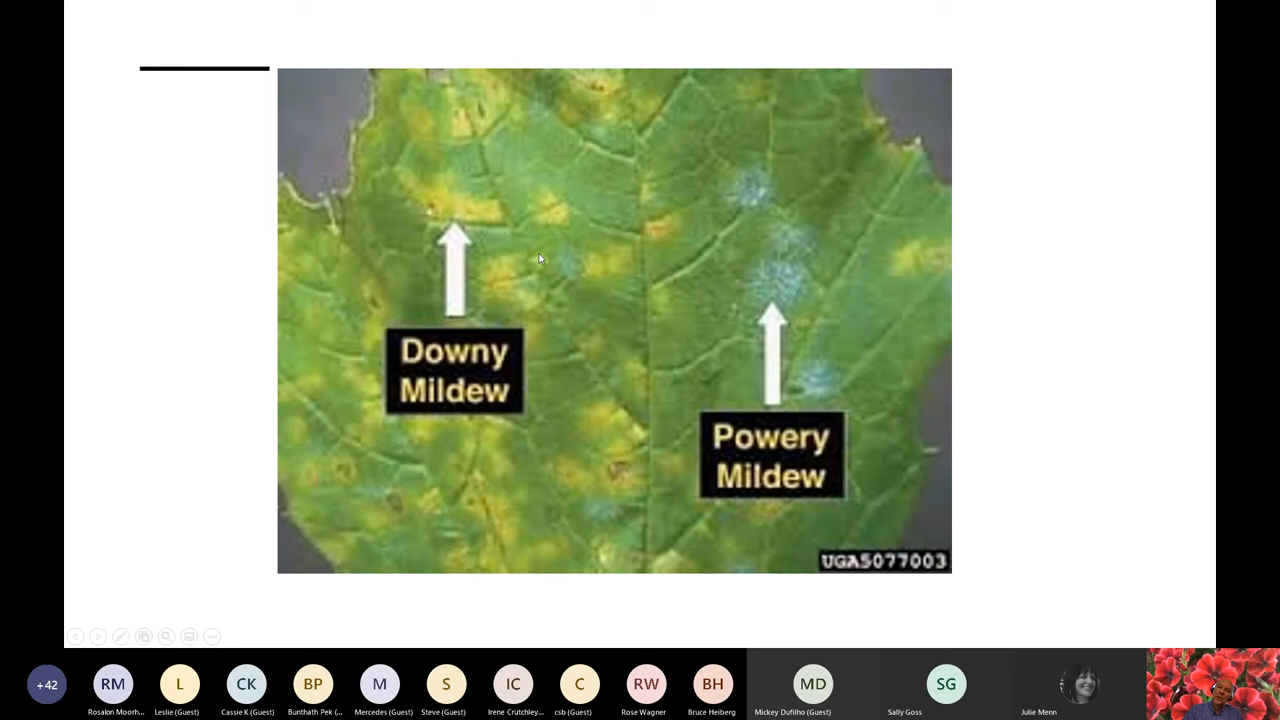 Downy
Mildew
Powery
Mildew
UGA5077003
+42
RM
L
CK
BP
M
S
IC
C
RW
BH
MD
SG
Rosalon Moorh...
Leslie (Guest)
Cassie K (Guest)
Bunthath Pek (...
Mercedes (Guest)
Steve (Guest)
Irene Crutchley...
csb (Guest)
Rose Wagner
Bruce Heiberg
Mickey Dufilho (Guest)
Sally Goss
Julie Menn